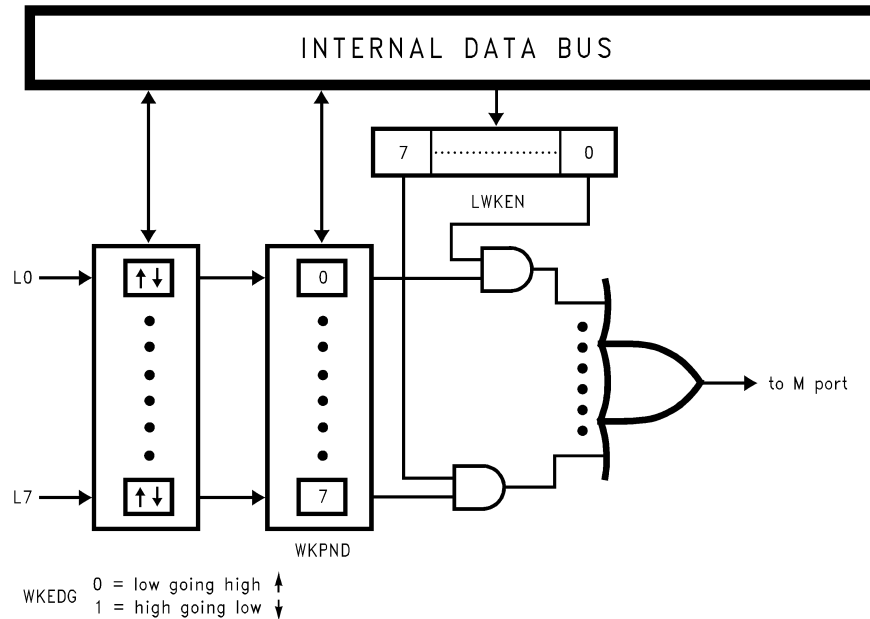 INTERNAL DATA BUS
7 0
LWKEN
L0
0
to M port
L7
7
WKPND
WKEDG
0 = low going high ↑
1 = high going low ↓